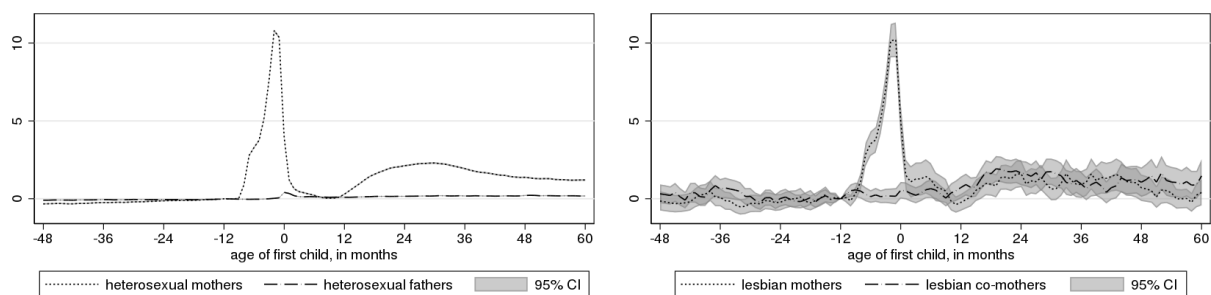 10
5
0
-48 -36 -24 -12 0 12 24 36 48 60
age of first child, in months
heterosexual mothers heterosexual fathers 95% CI
10
5
0
-48 -36 -24 -12 0 12 24 36 48 60
age of first child, in months
lesbian mothers lesbian co-mothers 95% CI